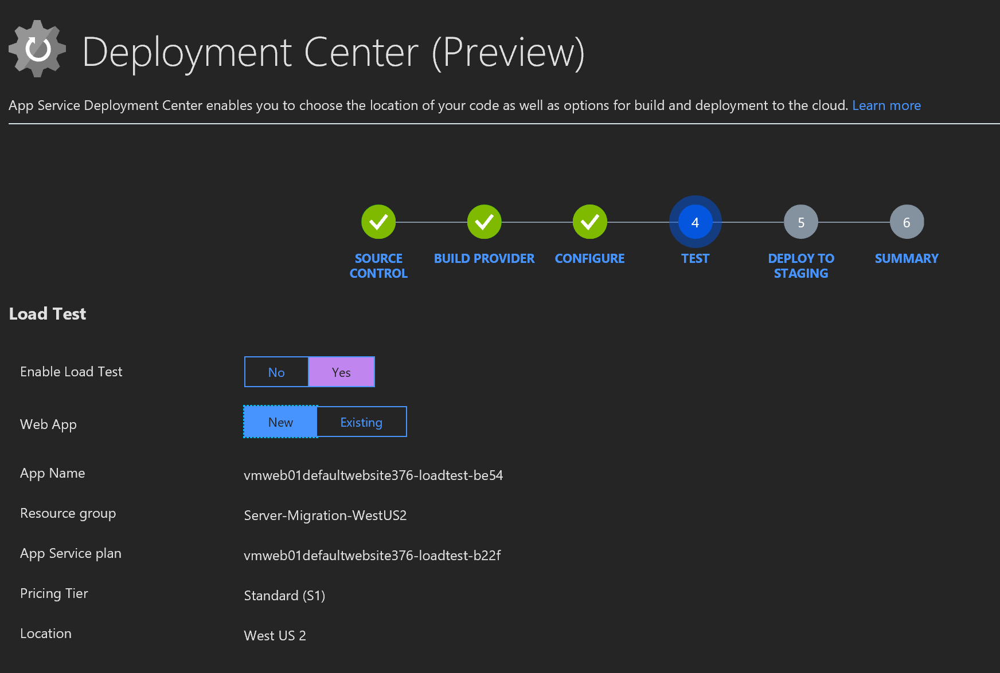 Deployment Center (Preview)
App Service Deployment Center enables you to choose the location of your code as well as options for build and deployment to the cloud. Learn more
4
5
6
SOURCE CONTROL
BUILD PROVIDER
CONFIGURE
TEST
DEPLOY TO STAGING
SUMMARY
Load Test
Enable Load Test No Yes
Web App New Existing
App Name vmweb01defaultwebsite376-loadtest-be54
Resource group Server-Migration-WestUS2
App Service plan vmweb01defaultwebsite376-loadtest-b22f
Pricing Tier Standard (S1)
Location West US 2